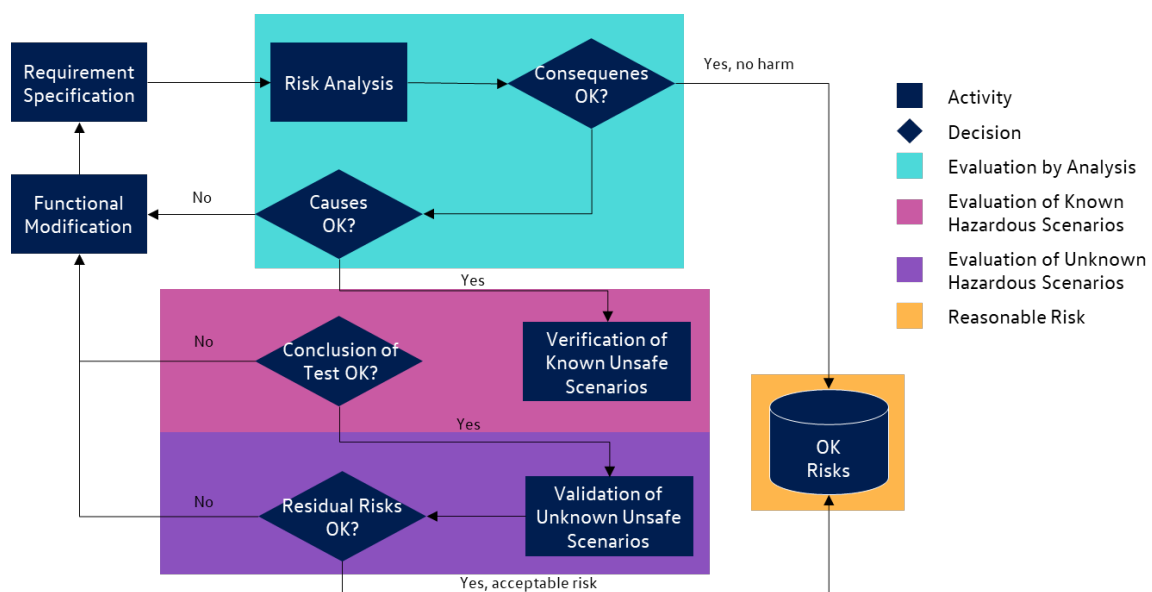 Requirement
Specification
Risk Analysis
Consequenes
OK?
Yes, no harm
Functional
Modification
No
Causes
OK?
Yes
No
Conclusion of
Test OK?
Verification of
Known Unsafe
Scenarios
Yes
No
Residual Risks
OK?
Validation of
Unknown Unsafe
Scenarios
Yes, acceptable risk
OK
Risks
Activity
Decision
Evaluation by Analysis
Evaluation of Known
Hazardous Scenarios
Evaluation of Unknown
Hazardous Scenarios
Reasonable Risk